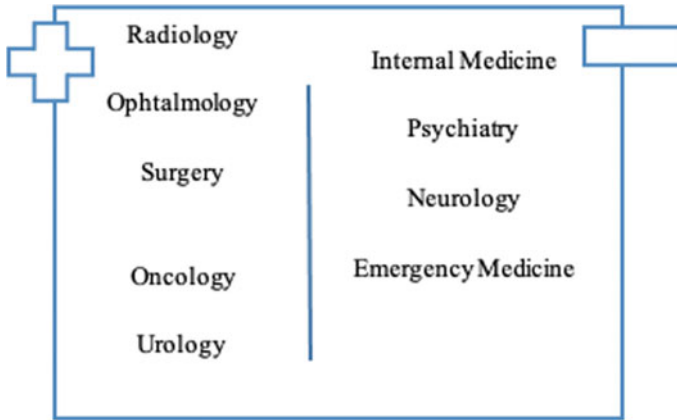 Radiology
Ophtalmology
Surgery
Oncology
Urology
Internal Medicine
Psychiatry
Neurology
Emergency Medicine